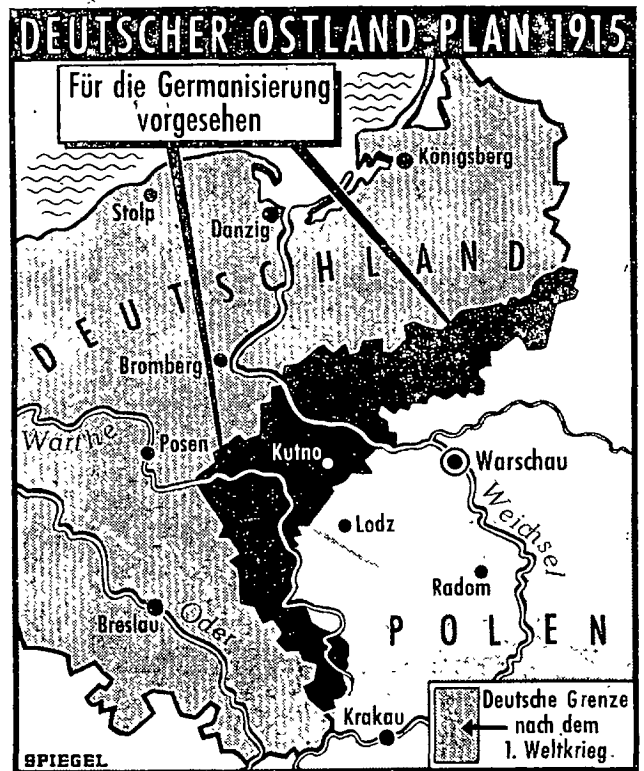 DEUTSCHER OSTLAND-PLAN 1915
Für die Germanisierung
vorgesehen
Königsberg
Stolp
Danzig
DEUTSCHLAND
Bromberg
Warthe
Posen
Kutno
Warschau
Weichsel
Lodz
Radom
Breslau
Oder
POLEN
Krakau
Deutsche Grenze
nach dem
1. Weltkrieg
SPIEGEL